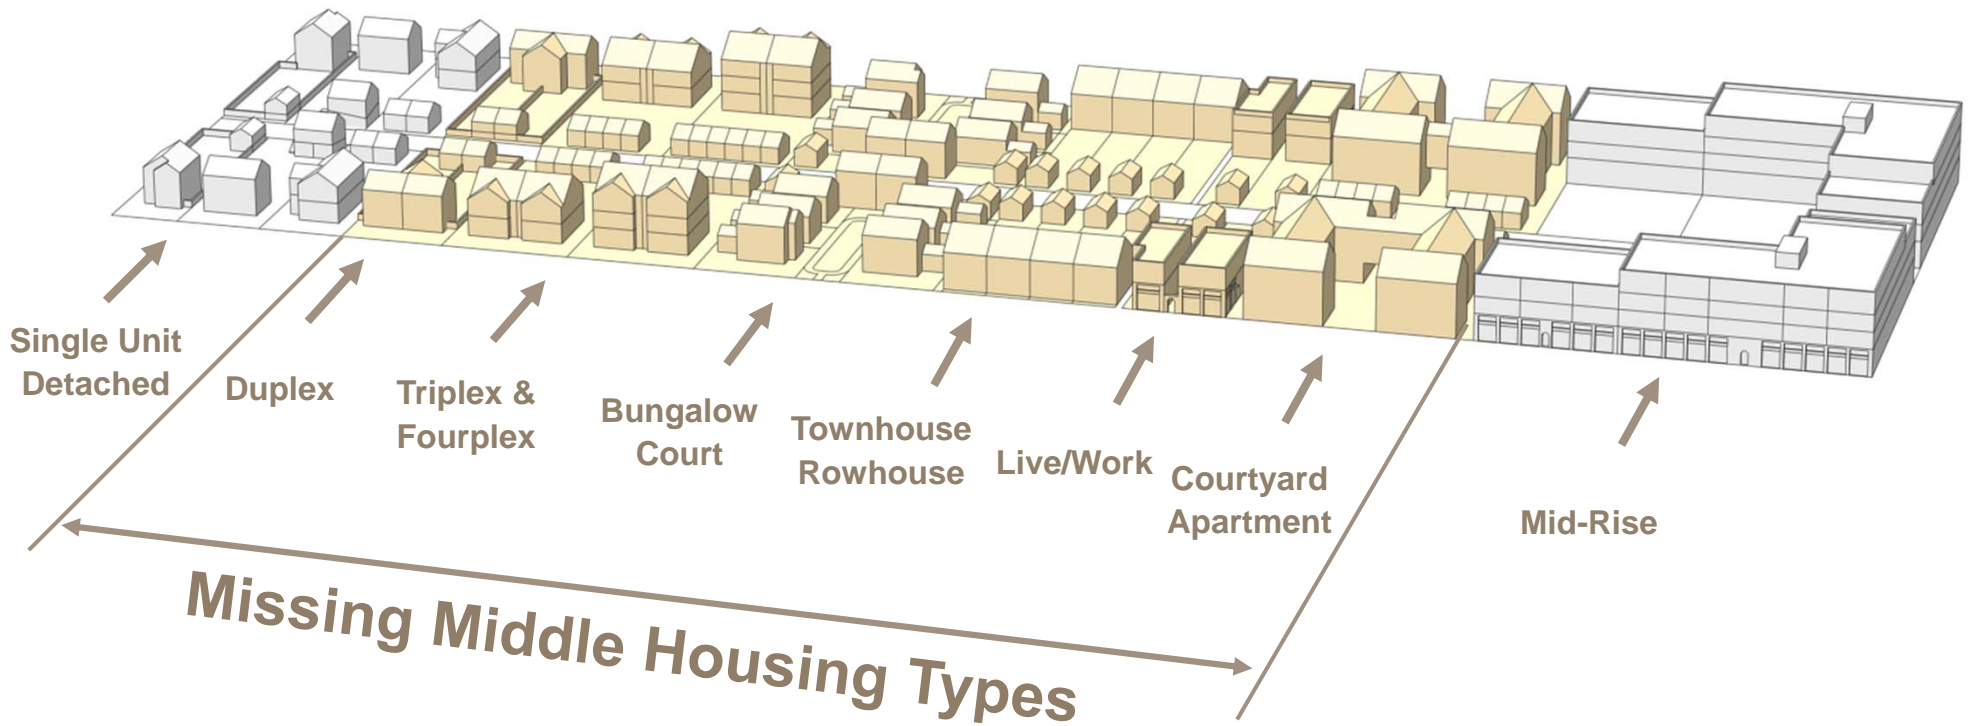 Single Unit
Detached
Duplex
Triplex &
Fourplex
Bungalow
Court
Townhouse
Rowhouse
Live/Work
Courtyard
Apartment
Mid-Rise
Missing Middle Housing Types